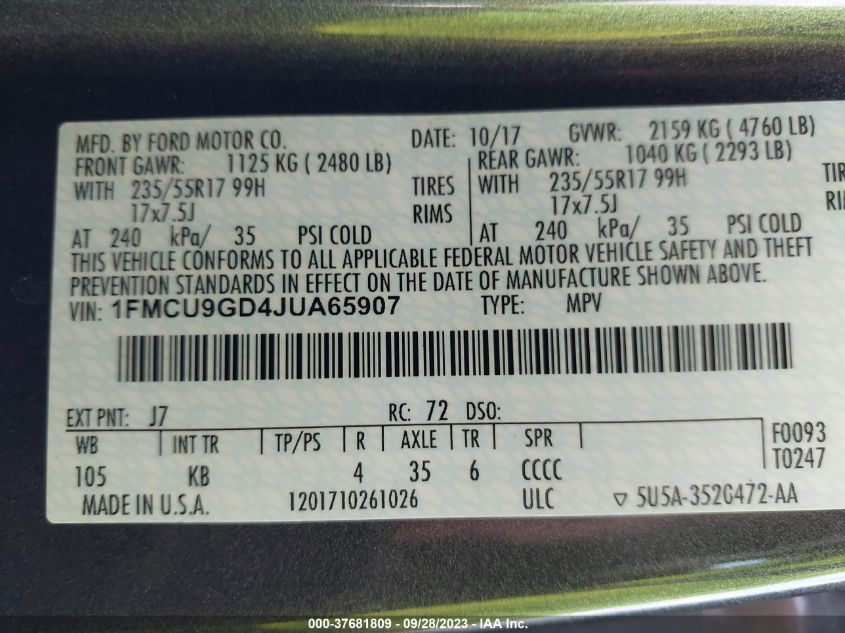 MFD. BY FORD MOTOR CO. DATE: 10/17 GVWR: 2159 KG ( 4760 LB)
FRONT GAWR: 1125 KG ( 2480 LB) REAR GAWR: 1040 KG ( 2293 LB)
WITH 235/55R17 99H TIRES WITH 235/55R17 99H
17x7.5J RIMS 17x7.5J
AT 240 kPa/ 35 PSI COLD AT 240 kPa/ 35 PSI COLD
THIS VEHICLE CONFORMS TO ALL APPLICABLE FEDERAL MOTOR VEHICLE SAFETY AND THEFT
PREVENTION STANDARDS IN EFFECT ON THE DATE OF MANUFACTURE SHOWN ABOVE.
VIN: 1FMCU9GD4JUA65907 TYPE: MPV
EXT PNT: J7 RC: 72 DSO:
WB INT TR TP/PS R AXLE TR SPR F0093
105 KB 4 35 6 CCCC T0247
MADE IN U.S.A. 1201710261026 ULC ▽ 5U5A-3520472-AA
000-37681809 - 09/28/2023 - IAA Inc.